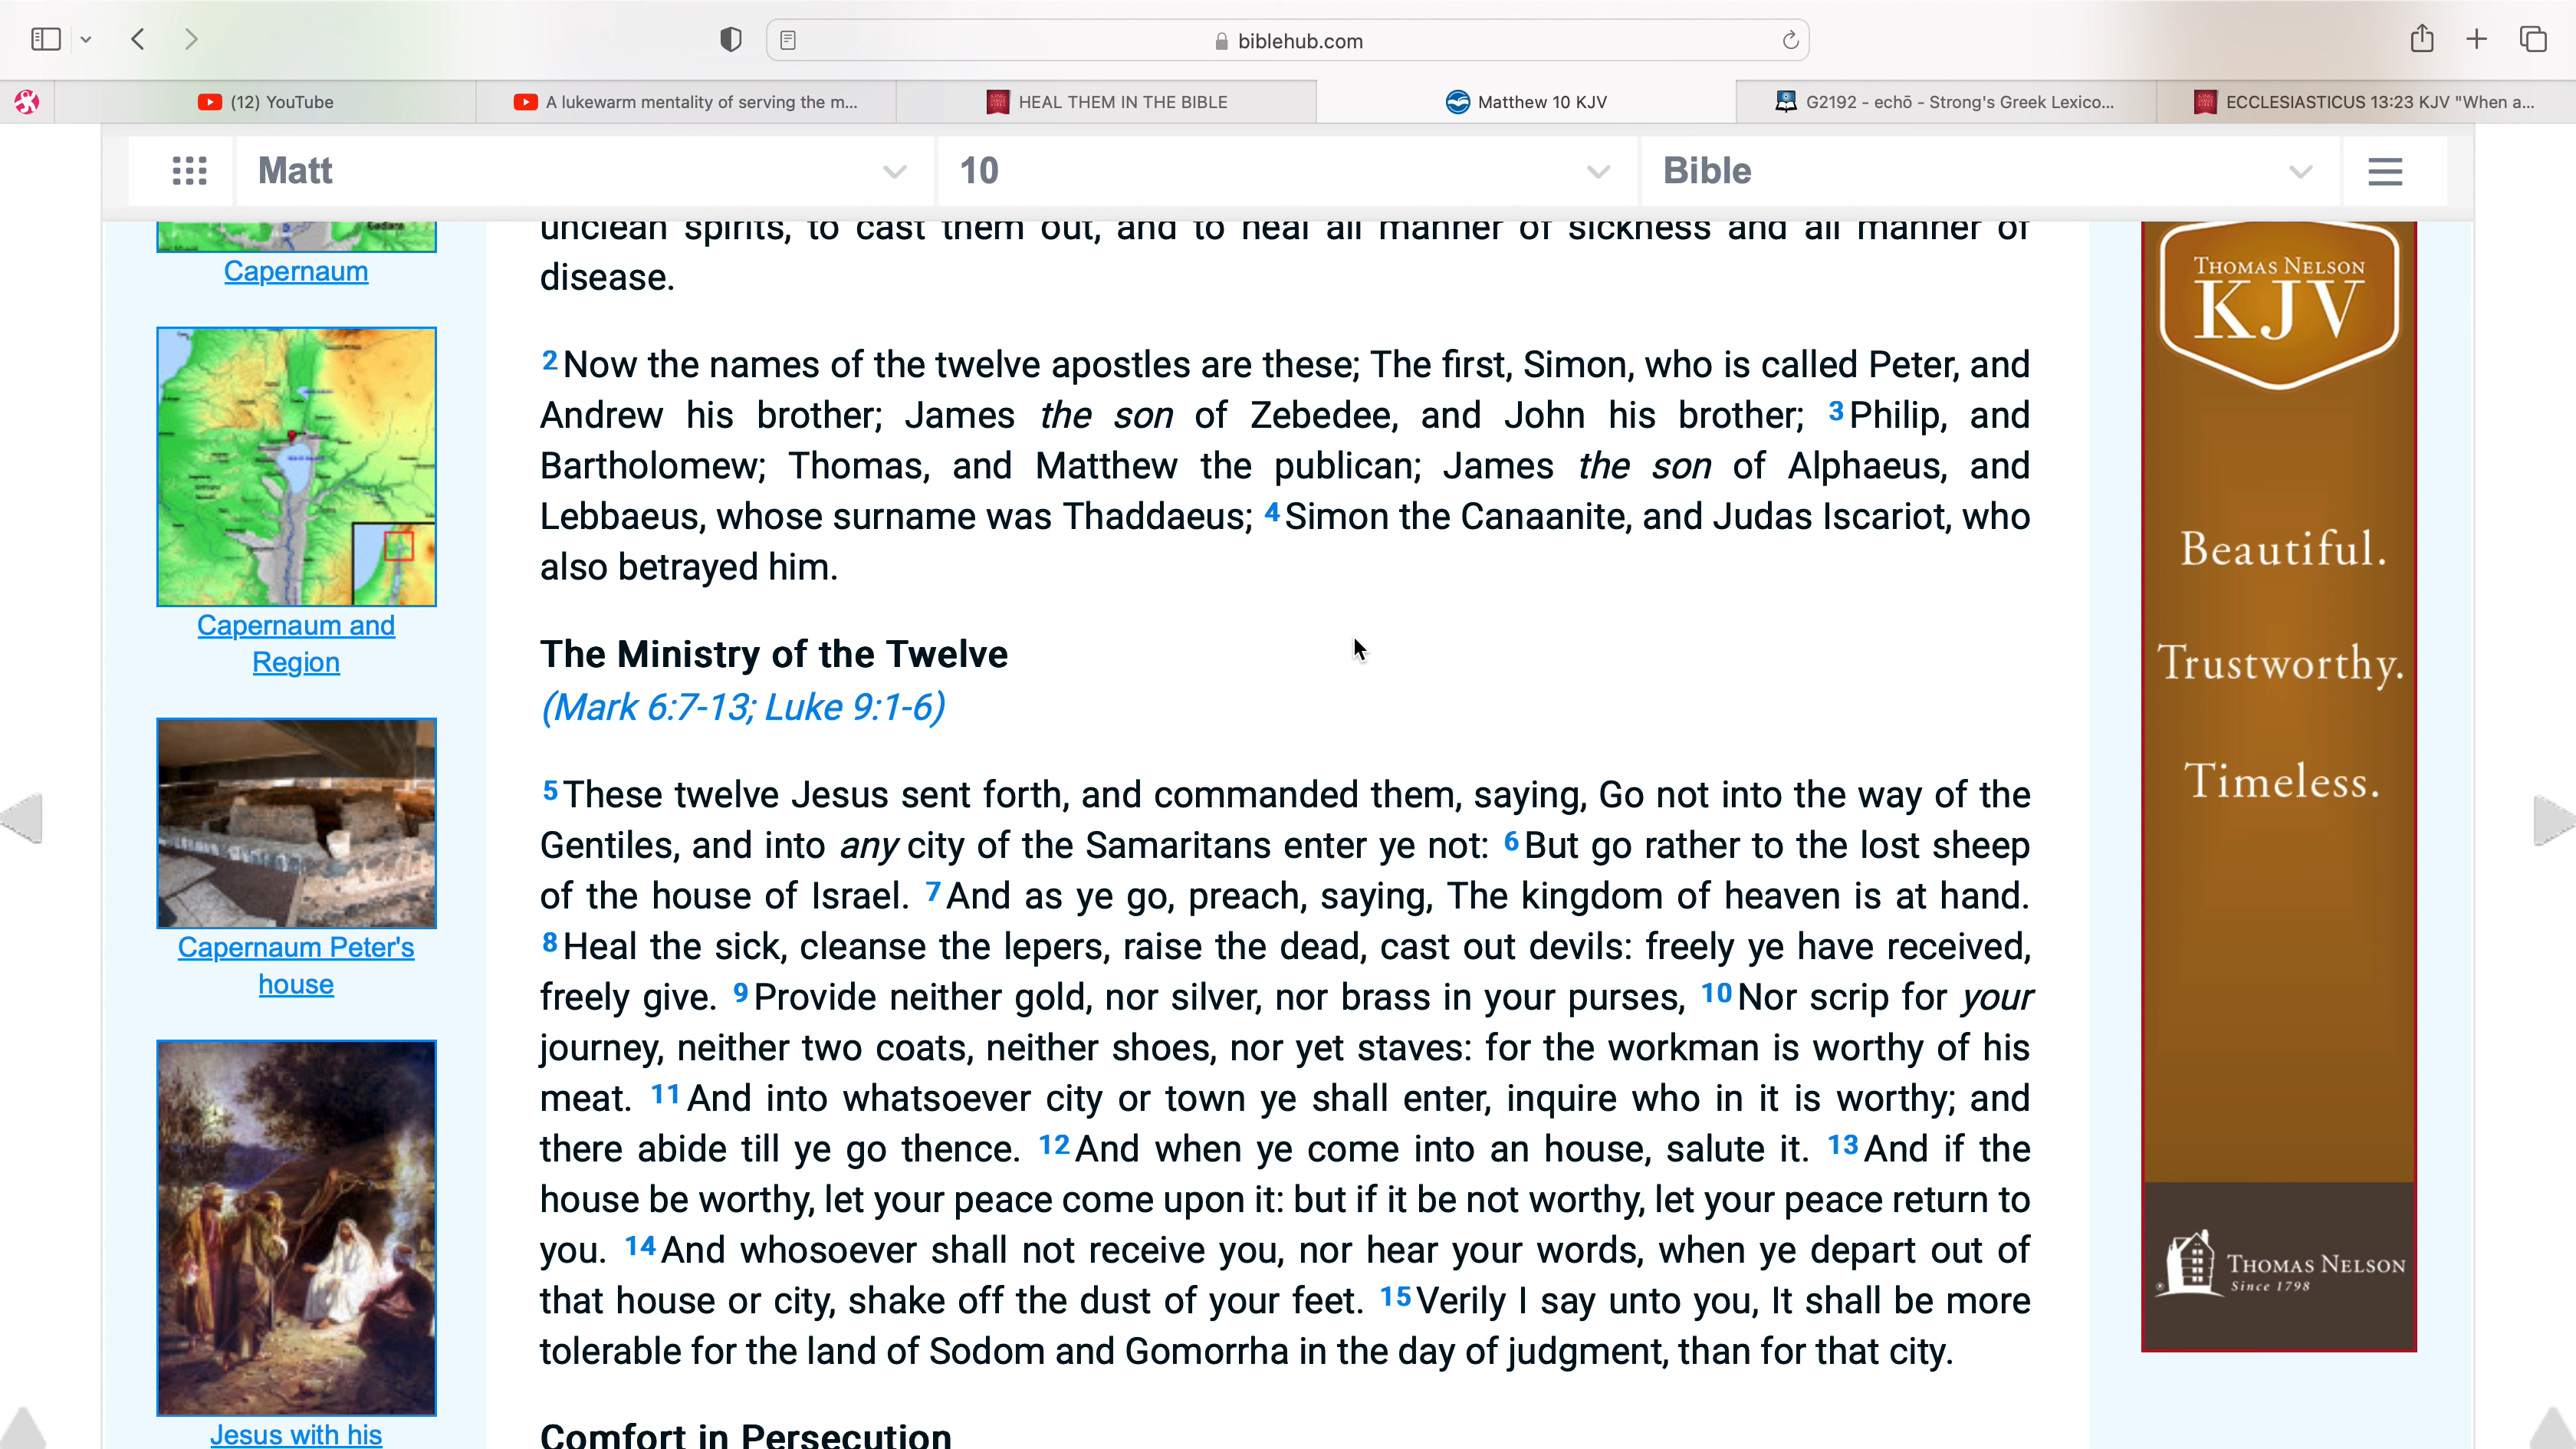 biblehub.com
(12) YouTube
A lukewarm mentality of serving the m...
HEAL THEM IN THE BIBLE
Matthew 10 KJV
G2192 - echō - Strong's Greek Lexico...
ECCLESIASTICUS 13:23 KJV "When a...
Matt
10
Bible
Capernaum
Capernaum and
Region
Capernaum Peter's
house
Jesus with his
unclean spirits, to cast them out, and to heal all manner of sickness and all manner of
disease.
2 Now the names of the twelve apostles are these; The first, Simon, who is called Peter, and
Andrew his brother; James the son of Zebedee, and John his brother; 3 Philip, and
Bartholomew; Thomas, and Matthew the publican; James the son of Alphaeus, and
Lebbaeus, whose surname was Thaddaeus; 4 Simon the Canaanite, and Judas Iscariot, who
also betrayed him.
The Ministry of the Twelve
(Mark 6:7-13; Luke 9:1-6)
5 These twelve Jesus sent forth, and commanded them, saying, Go not into the way of the
Gentiles, and into any city of the Samaritans enter ye not: 6 But go rather to the lost sheep
of the house of Israel. 7 And as ye go, preach, saying, The kingdom of heaven is at hand.
8 Heal the sick, cleanse the lepers, raise the dead, cast out devils: freely ye have received,
freely give. 9 Provide neither gold, nor silver, nor brass in your purses, 10 Nor scrip for your
journey, neither two coats, neither shoes, nor yet staves: for the workman is worthy of his
meat. 11 And into whatsoever city or town ye shall enter, inquire who in it is worthy; and
there abide till ye go thence. 12 And when ye come into an house, salute it. 13 And if the
house be worthy, let your peace come upon it: but if it be not worthy, let your peace return to
you. 14 And whosoever shall not receive you, nor hear your words, when ye depart out of
that house or city, shake off the dust of your feet. 15 Verily I say unto you, It shall be more
tolerable for the land of Sodom and Gomorrha in the day of judgment, than for that city.
Comfort in Persecution
THOMAS NELSON
KJV
Beautiful.
Trustworthy.
Timeless.
THOMAS NELSON
Since 1798